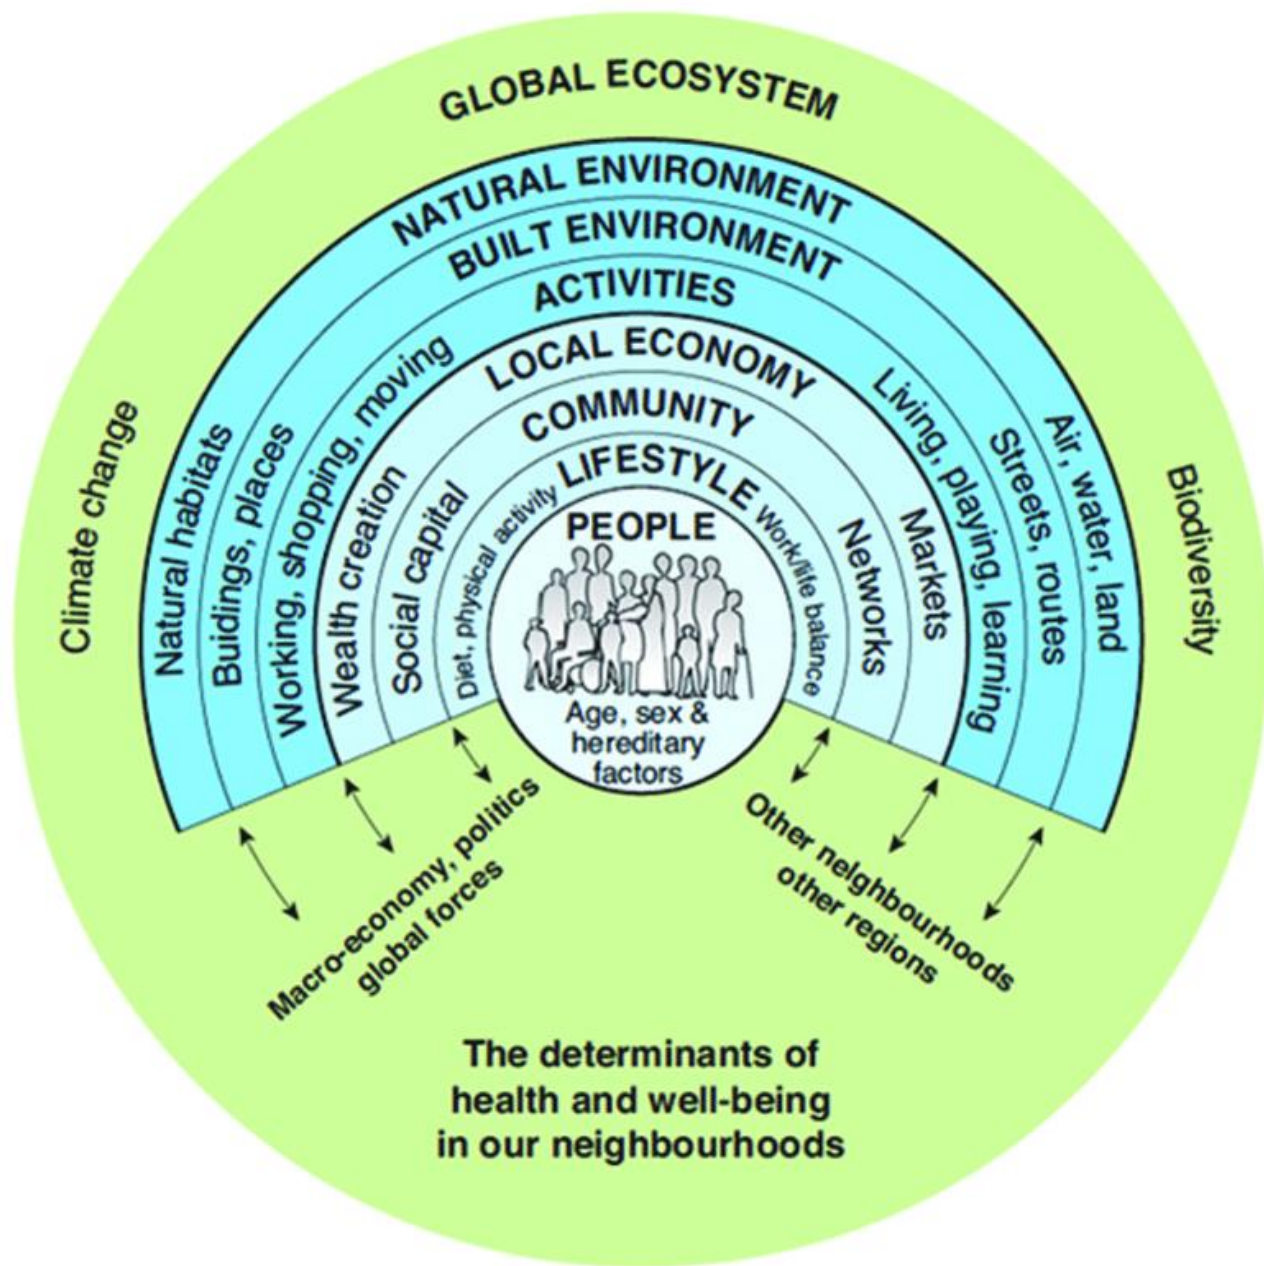 GLOBAL ECOSYSTEM
NATURAL ENVIRONMENT
BUILT ENVIRONMENT
ACTIVITIES
LOCAL ECONOMY
COMMUNITY
LIFESTYLE
PEOPLE
Age, sex &
hereditary
factors
Climate change
Natural habitats
Buidings, places
Working, shopping, moving
Wealth creation
Social capital
Diet, physical activity
Work/life balance
Networks
Markets
Living, playing, learning
Streets, routes
Air, water, land
Biodiversity
Macro-economy, politics
global forces
Other neIghbourhoods
other regions
The determinants of
health and well-being
in our neighbourhoods